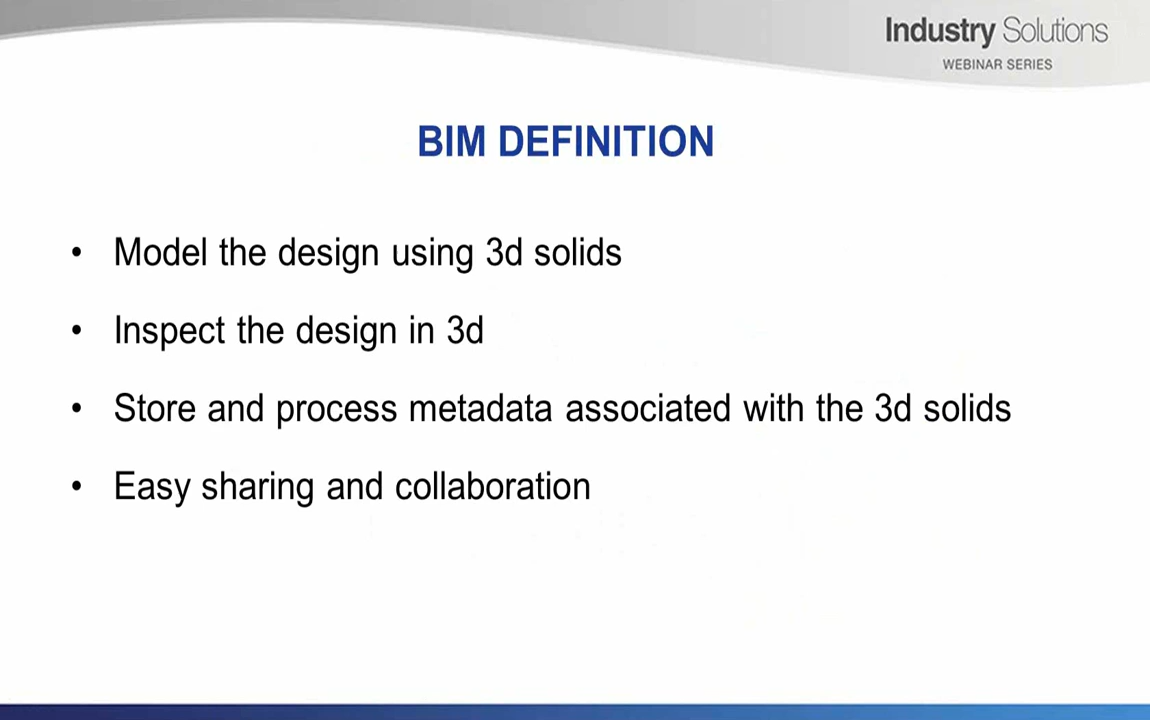 Industry Solutions
WEBINAR SERIES
BIM DEFINITION
• Model the design using 3d solids
• Inspect the design in 3d
• Store and process metadata associated with the 3d solids
• Easy sharing and collaboration